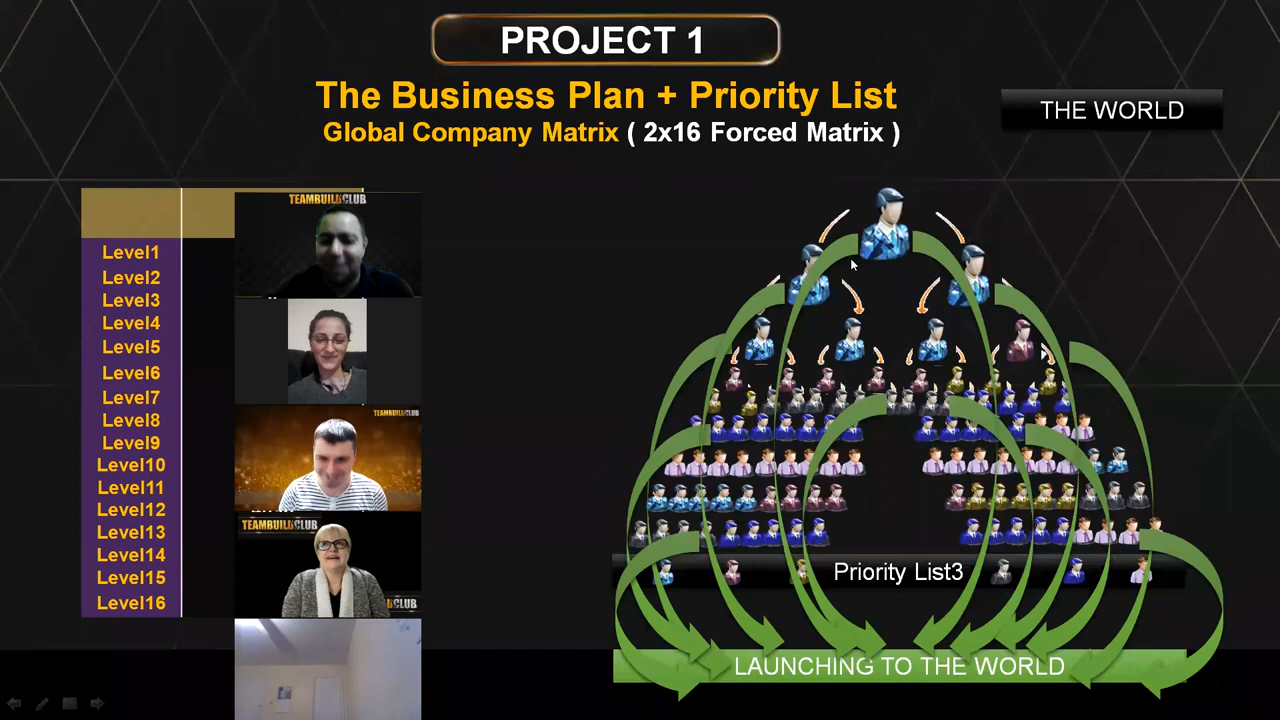 PROJECT 1
The Business Plan + Priority List
Global Company Matrix ( 2x16 Forced Matrix )
THE WORLD
TEAMBUILDCLUB
Level1
Level2
Level3
Level4
Level5
Level6
Level7
Level8
Level9
Level10
Level11
Level12
Level13
Level14
Level15
Level16
TEAMBUILDCLUB
TEAMBUILDCLUB
CLUB
Priority List3
LAUNCHING TO THE WORLD